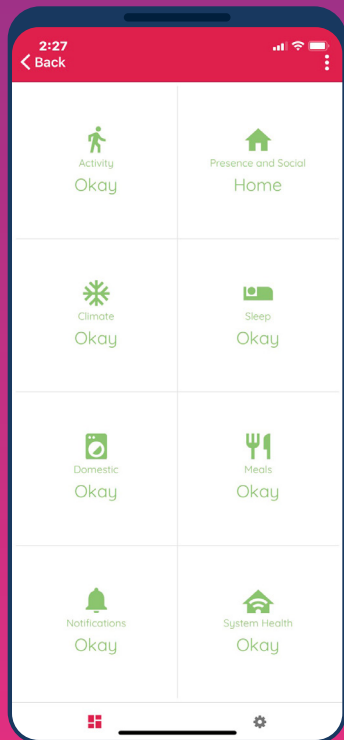 2:27
Back
Activity
Okay
Presence and Social
Home
Climate
Okay
Sleep
Okay
Domestic
Okay
Meals
Okay
Notifications
Okay
System Health
Okay